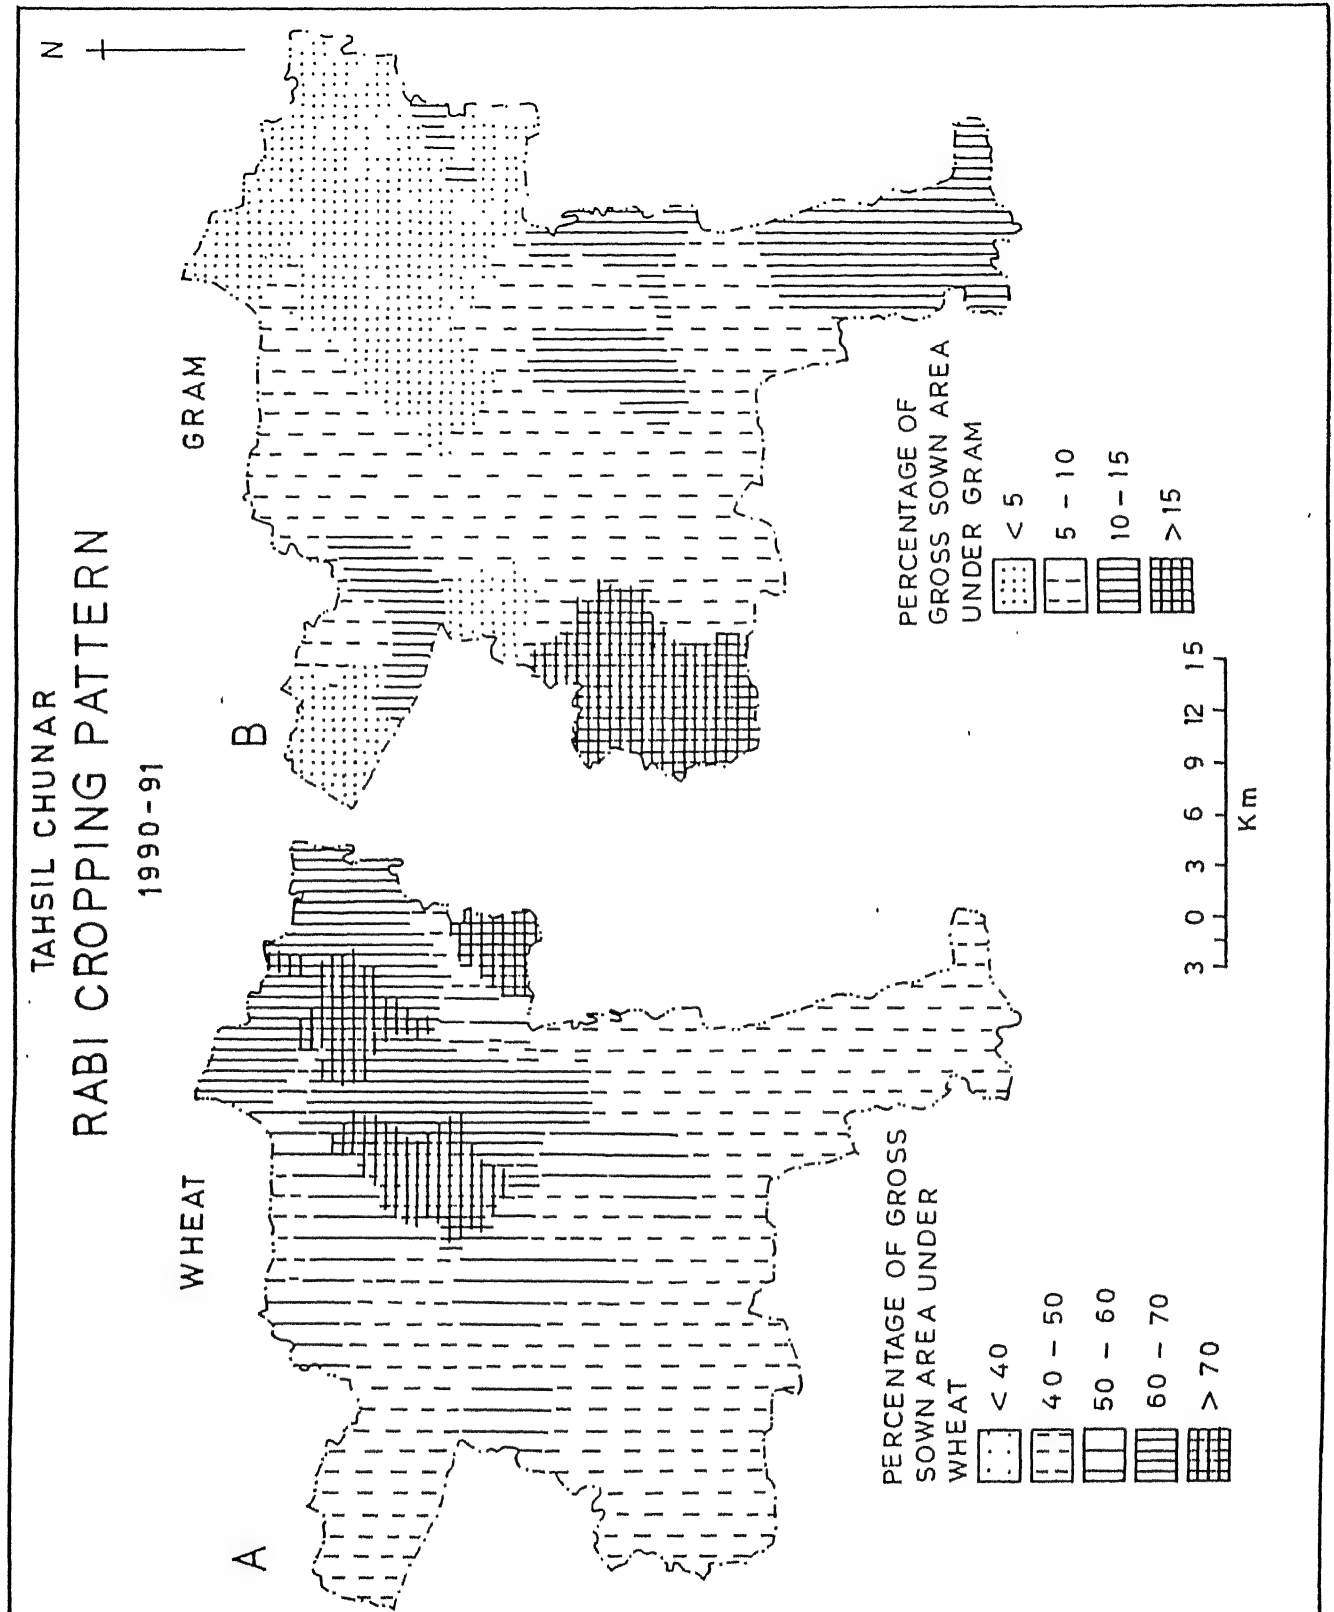 TAHSIL CHUNAR
RABI CROPPING PATTERN
1990-91
N
A
WHEAT
B
GRAM
PERCENTAGE OF GROSS
SOWN AREA UNDER
WHEAT
< 40
40 - 50
50 - 60
60 - 70
> 70
PERCENTAGE OF
GROSS SOWN AREA
UNDER GRAM
< 5
5 - 10
10 - 15
> 15
3 0 3 6 9 12 15
Km